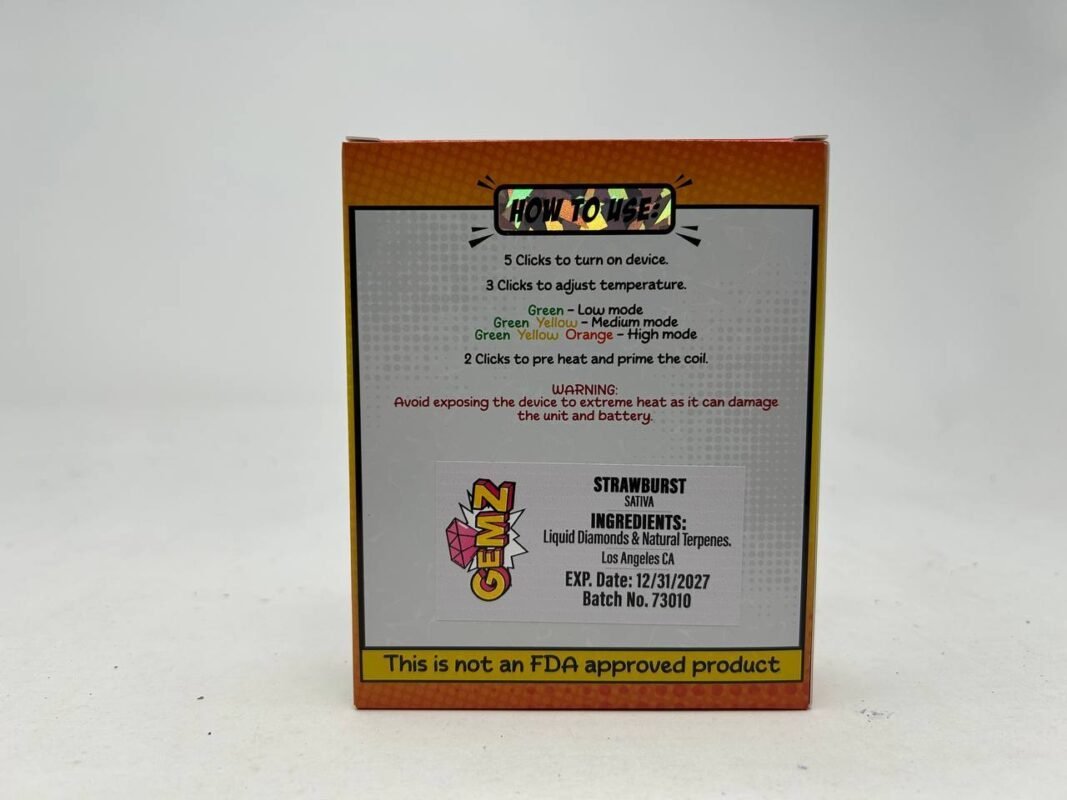 HOW TO USE:
5 Clicks to turn on device.
3 Clicks to adjust temperature.
Green – Low mode
Green Yellow – Medium mode
Green Yellow Orange – High mode
2 Clicks to pre heat and prime the coil.
WARNING:
Avoid exposing the device to extreme heat as it can damage
the unit and battery.
GEMZ
STRAWBURST
SATIVA
INGREDIENTS:
Liquid Diamonds & Natural Terpenes.
Los Angeles CA
EXP. Date: 12/31/2027
Batch No. 73010
This is not an FDA approved product